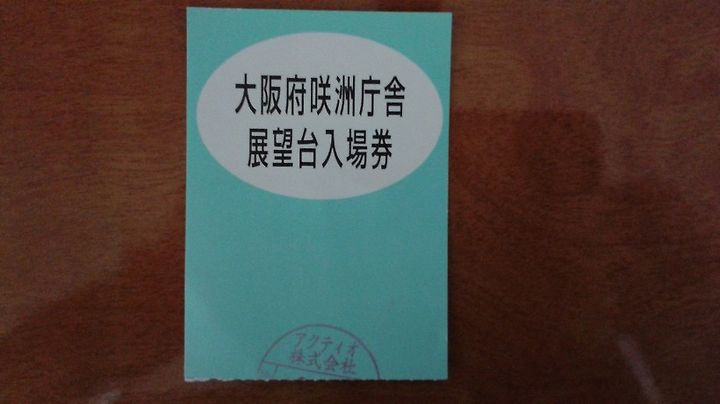 大阪府咲洲庁舎
展望台入場券
アクティオ
株式会社